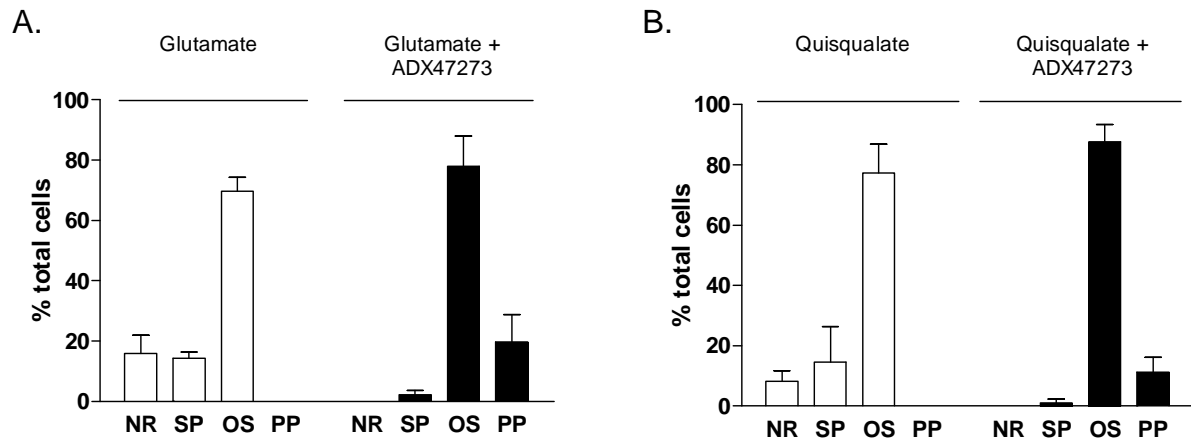 A.
Glutamate
Glutamate +
ADX47273
% total cells
100
80
60
40
20
0
NR SP OS PP
NR SP OS PP
B.
Quisqualate
Quisqualate +
ADX47273
% total cells
100
80
60
40
20
0
NR SP OS PP
NR SP OS PP